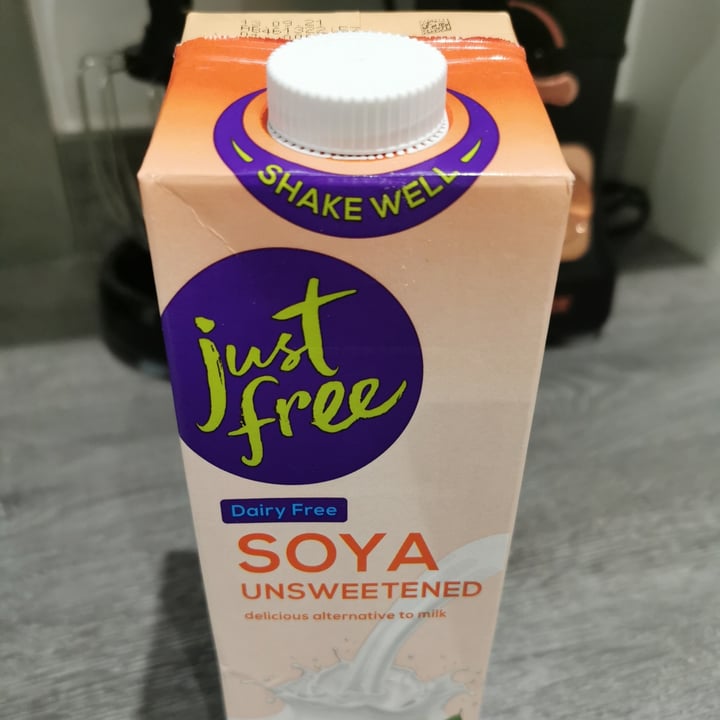 SHAKE WELL
just
free
Dairy Free
SOYA
UNSWEETENED
delicious alternative to milk